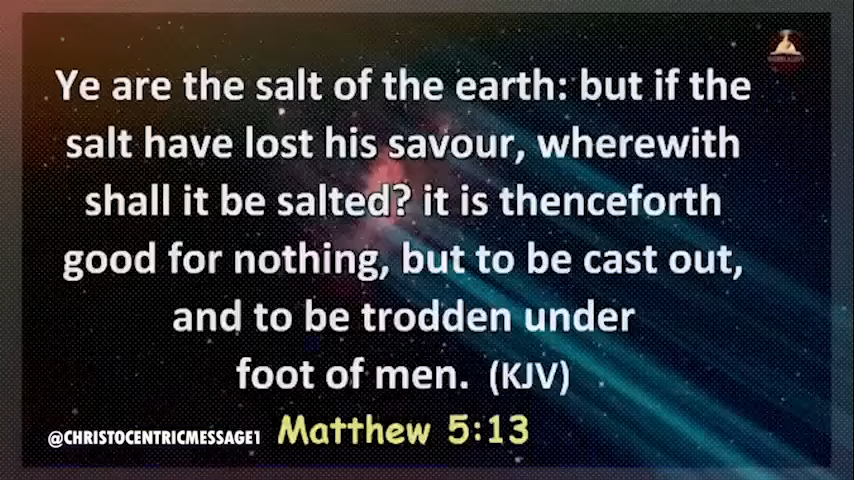 Ye are the salt of the earth: but if the
salt have lost his savour, wherewith
shall it be salted? it is thenceforth
good for nothing, but to be cast out,
and to be trodden under
foot of men. (KJV)
@CHRISTOCENTRICMESSAGE1 Matthew 5:13